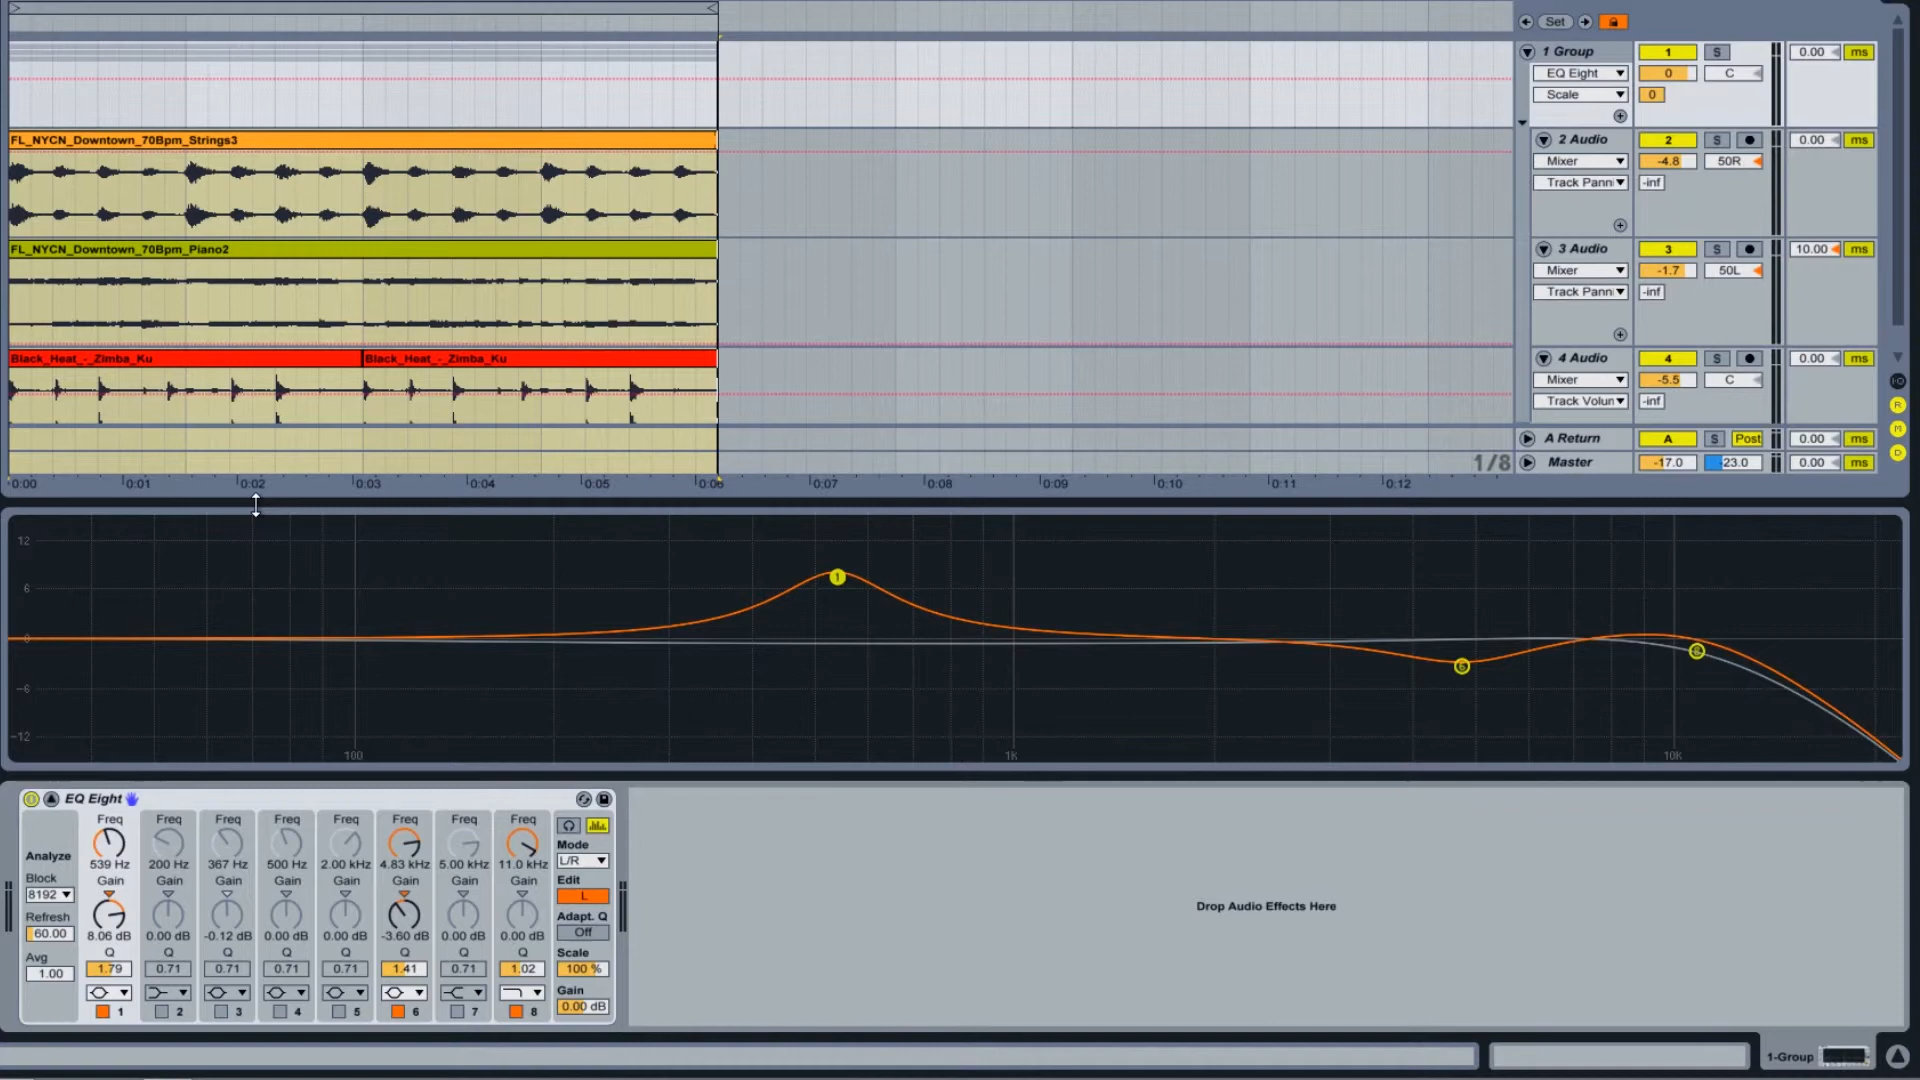 Set
1 Group 1 S 0.00 ms
EQ Eight 0 C
Scale 0
FL_NYCN_Downtown_70Bpm_Strings3
2 Audio 2 S 0.00 ms
Mixer -4.8 50R
Track Panni -inf
FL_NYCN_Downtown_70Bpm_Piano2
3 Audio 3 S 10.00 ms
Mixer -1.7 50L
Track Panni -inf
Black_Heat_-_Zimba_Ku Black_Heat_-_Zimba_Ku
4 Audio 4 S 0.00 ms
Mixer -5.5 C
Track Volun -inf
R
M
D
A Return A S Post 0.00 ms
1/8 Master -17.0 -23.0 0.00 ms
0:00 0:01 0:02 0:03 0:04 0:05 0:06 0:07 0:08 0:09 0:10 0:11 0:12
12
6
0
-6
-12
1 6 8
100 1K 10K
EQ Eight
Freq Freq Freq Freq Freq Freq Freq Freq
539 Hz 200 Hz 367 Hz 500 Hz 2.00 kHz 4.83 kHz 5.00 kHz 11.0 kHz
Gain Gain Gain Gain Gain Gain Gain Gain
8.06 dB 0.00 dB -0.12 dB 0.00 dB 0.00 dB -3.60 dB 0.00 dB 0.00 dB
Q Q Q Q Q Q Q Q
1.79 0.71 0.71 0.71 0.71 1.41 0.71 1.02
1 2 3 4 5 6 7 8
Analyze
Block
8192
Refresh
60.00
Avg
1.00
Mode
L/R
Edit
L
Adapt. Q
Off
Scale
100 %
Gain
0.00 dB
Drop Audio Effects Here
1-Group